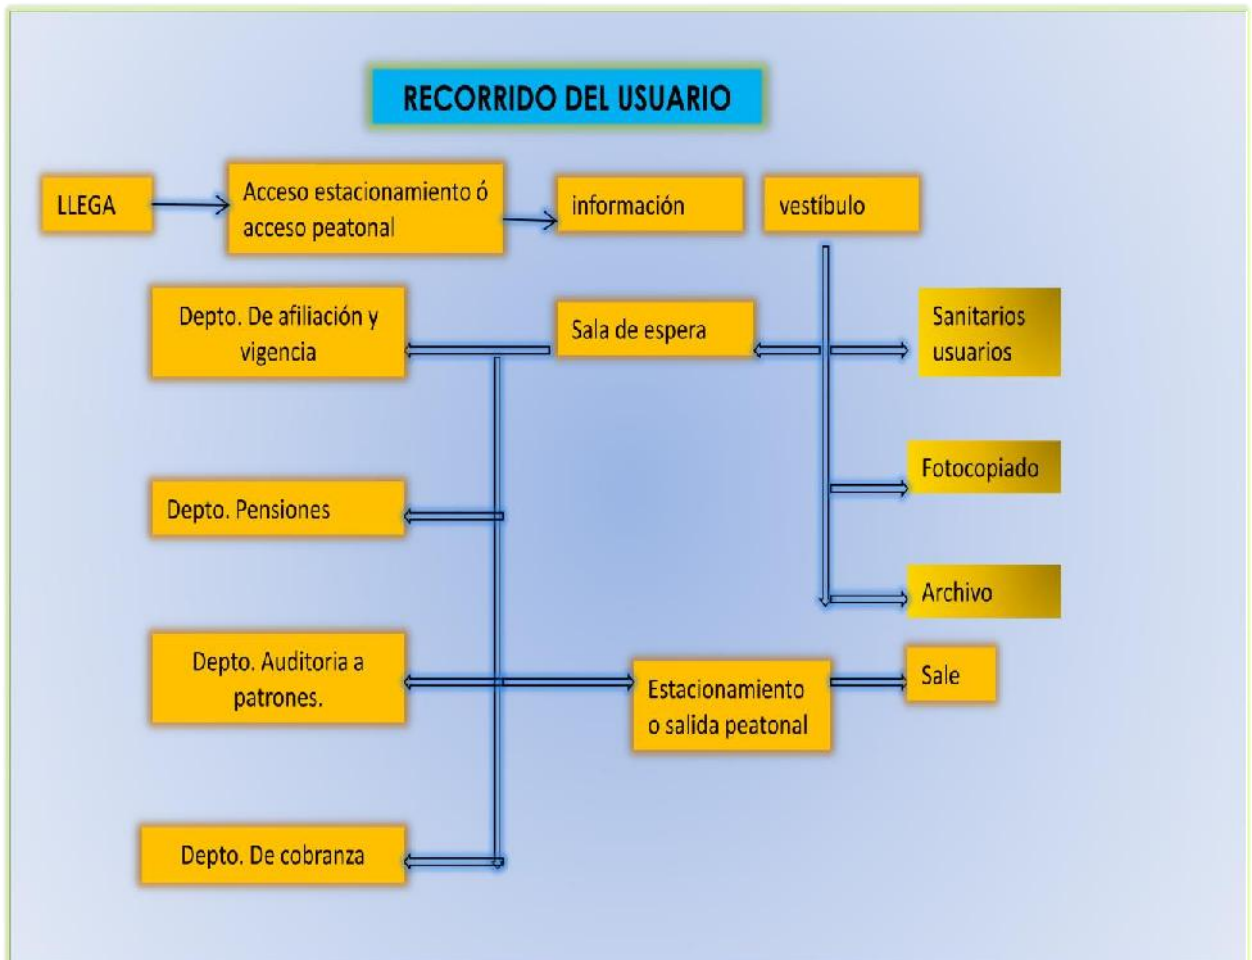 RECORRIDO DEL USUARIO
LLEGA
Acceso estacionamiento ó
acceso peatonal
información
vestíbulo
Depto. De afiliación y
vigencia
Sala de espera
Sanitarios
usuarios
Depto. Pensiones
Fotocopiado
Archivo
Depto. Auditoria a
patrones.
Estacionamiento
o salida peatonal
Sale
Depto. De cobranza